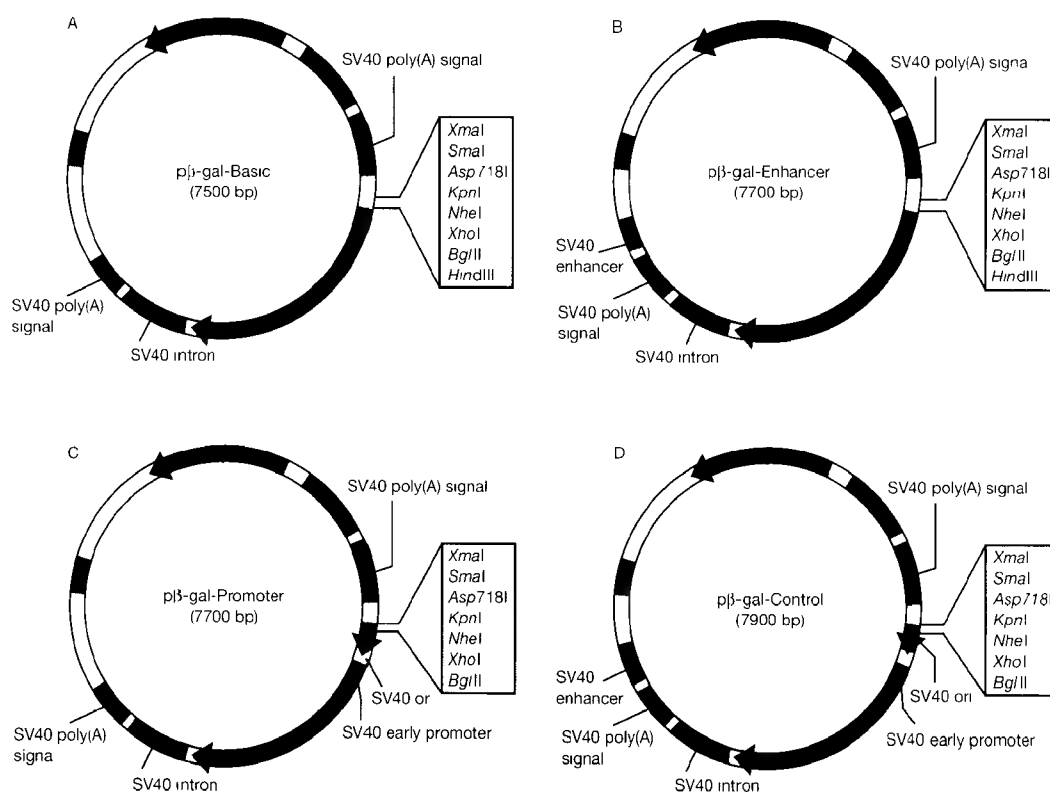 A
SV40 poly(A) signal
pβ-gal-Basic
(7500 bp)
XmaI
SmaI
Asp718I
KpnI
NheI
XhoI
BglII
HindIII
SV40 poly(A)
signal
SV40 intron
B
SV40 poly(A) signa
pβ-gal-Enhancer
(7700 bp)
XmaI
SmaI
Asp718I
KpnI
NheI
XhoI
BglII
HindIII
SV40
enhancer
SV40 poly(A)
signal
SV40 intron
C
SV40 poly(A) signal
pβ-gal-Promoter
(7700 bp)
XmaI
SmaI
Asp718I
KpnI
NheI
XhoI
BglII
SV40 or
SV40 early promoter
SV40 poly(A)
signa
SV40 intron
D
SV40 poly(A) signal
pβ-gal-Control
(7900 bp)
XmaI
SmaI
Asp718I
KpnI
NheI
XhoI
BglII
SV40 ori
SV40 early promoter
SV40
enhancer
SV40 poly(A)
signal
SV40 intron